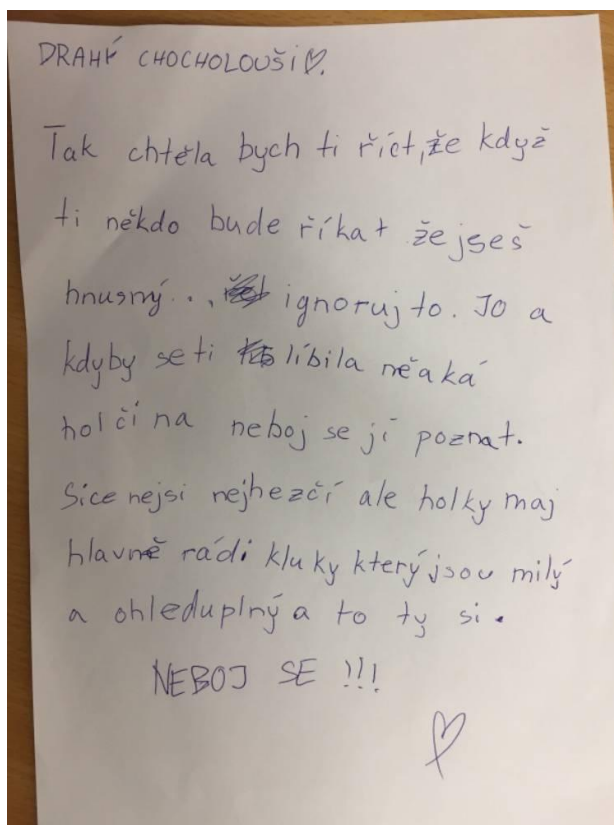 DRAHÝ CHOCHOLOUŠI♡.
Tak chtěla bych ti říct, že když
ti někdo bude říkat že jseš
hnusný... ignoruj to. JO a
kdyby se ti líbila něaká
holčina neboj se jí poznat.
Sice nejsi nejhezčí ale holky maj
hlavně rádi kluky který jsou milý
a ohleduplný a to ty si.
NEBOJ SE !!!
♡